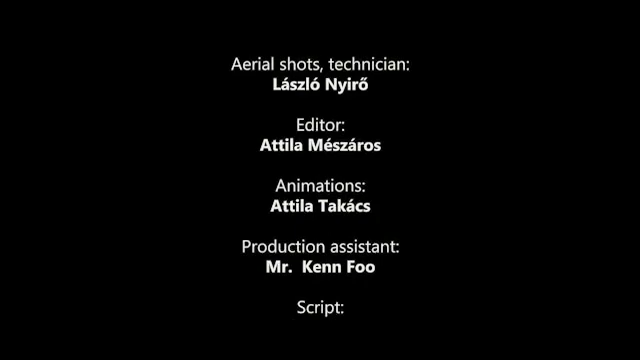 Aerial shots, technician:
László Nyirő
Editor:
Attila Mészáros
Animations:
Attila Takács
Production assistant:
Mr.  Kenn Foo
Script: